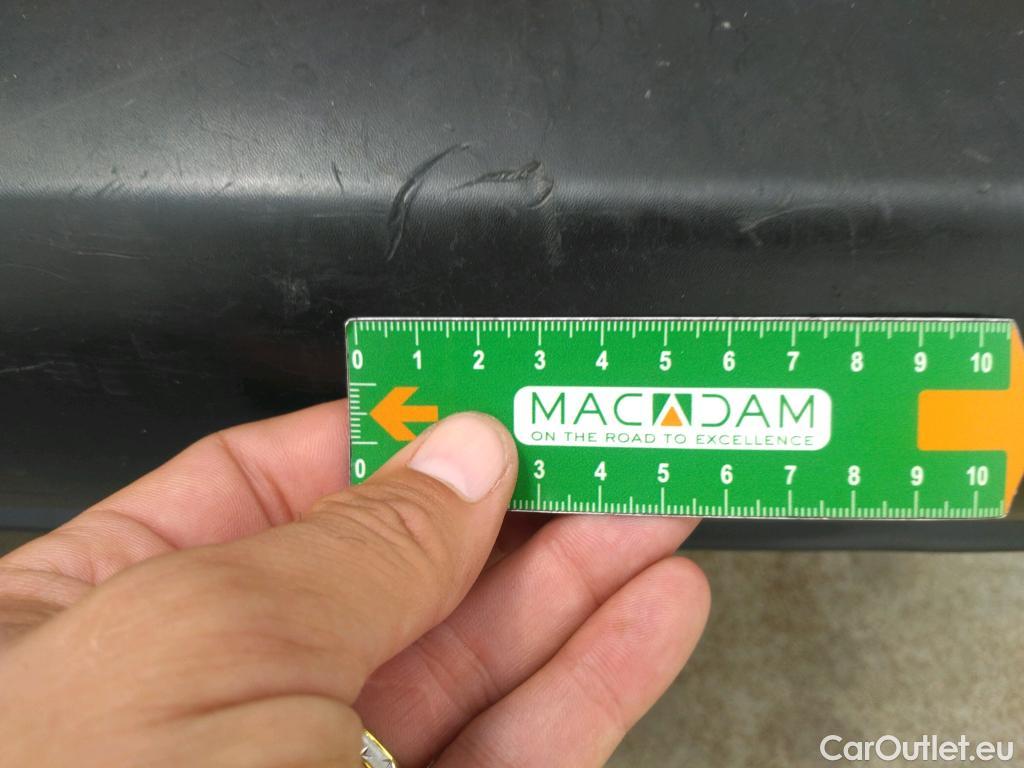 0 1 2 3 4 5 6 7 8 9 10
MACADAM
ON THE ROAD TO EXCELLENCE
0 3 4 5 6 7 8 9 10
CarOutlet.eu